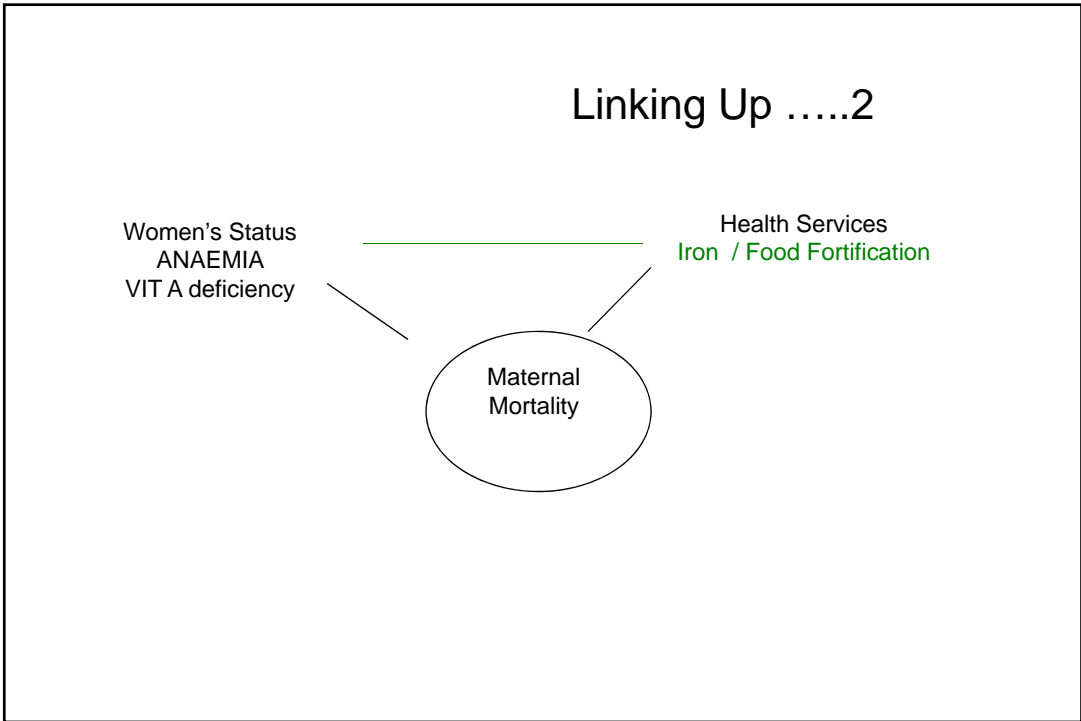 Linking Up …..2
Women's Status
ANAEMIA
VIT A deficiency
Health Services
Iron / Food Fortification
Maternal
Mortality